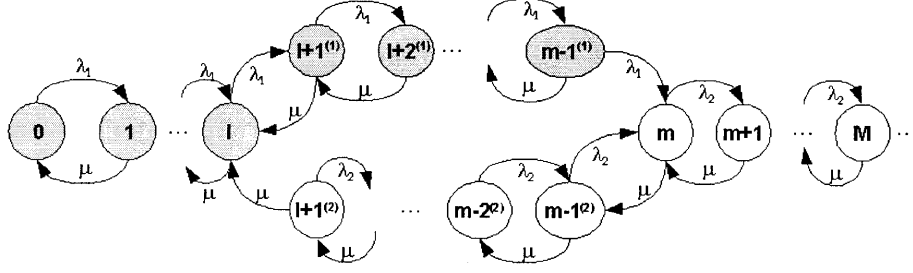 λ₁ λ₁
l+1⁽¹⁾ l+2⁽¹⁾ ... m-1⁽¹⁾
λ₁ λ₁ λ₁ μ μ λ₁ λ₂ λ₂
μ
0 1 ... l m m+1 ... M ...
μ μ μ λ₂ λ₂ λ₂ μ μ μ
l+1⁽²⁾ ... m-2⁽²⁾ m-1⁽²⁾
μ μ